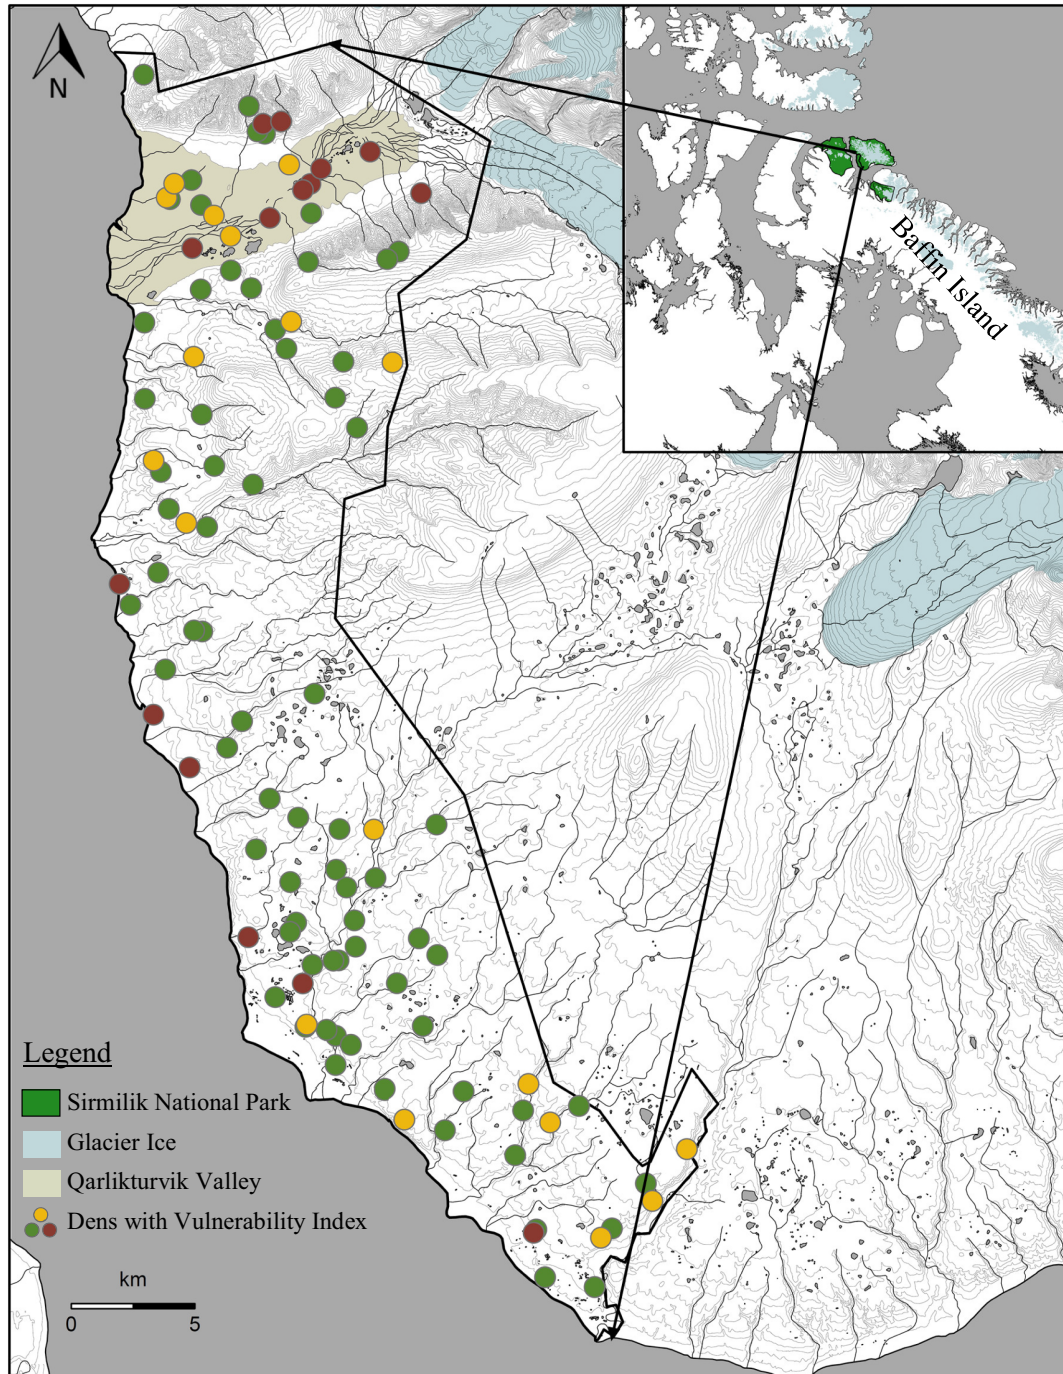 N
Baffin Island
Legend
Sirmilik National Park
Glacier Ice
Qarlikturvik Valley
Dens with Vulnerability Index
km
0 5